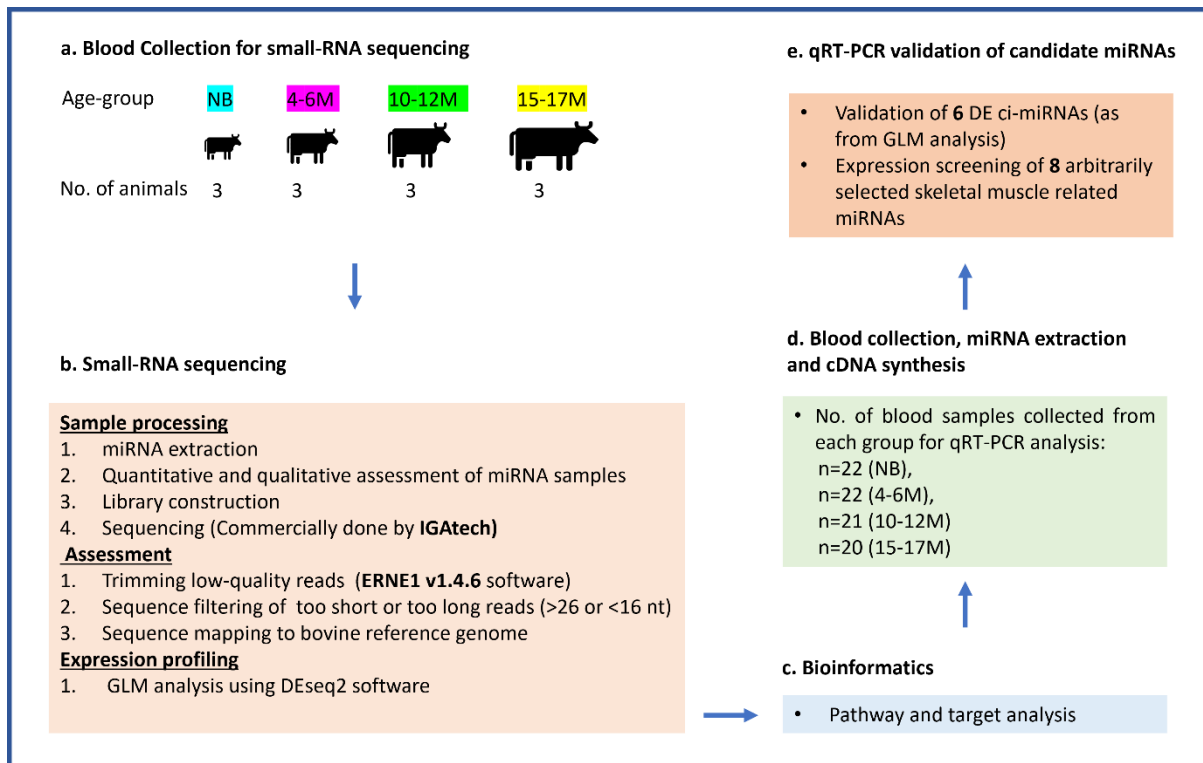 a. Blood Collection for small-RNA sequencing
Age-group NB 4-6M 10-12M 15-17M
No. of animals 3 3 3 3
b. Small-RNA sequencing
Sample processing
1. miRNA extraction
2. Quantitative and qualitative assessment of miRNA samples
3. Library construction
4. Sequencing (Commercially done by IGAtech)
Assessment
1. Trimming low-quality reads (ERNE1 v1.4.6 software)
2. Sequence filtering of too short or too long reads (>26 or <16 nt)
3. Sequence mapping to bovine reference genome
Expression profiling
1. GLM analysis using DEseq2 software
c. Bioinformatics
• Pathway and target analysis
d. Blood collection, miRNA extraction
and cDNA synthesis
• No. of blood samples collected from
each group for qRT-PCR analysis:
n=22 (NB),
n=22 (4-6M),
n=21 (10-12M)
n=20 (15-17M)
e. qRT-PCR validation of candidate miRNAs
• Validation of 6 DE ci-miRNAs (as
from GLM analysis)
• Expression screening of 8 arbitrarily
selected skeletal muscle related
miRNAs